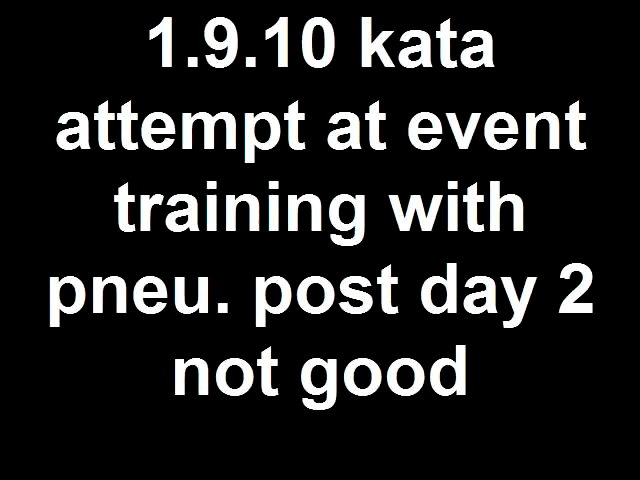 1.9.10 kata
attempt at event
training with
pneu. post day 2
not good